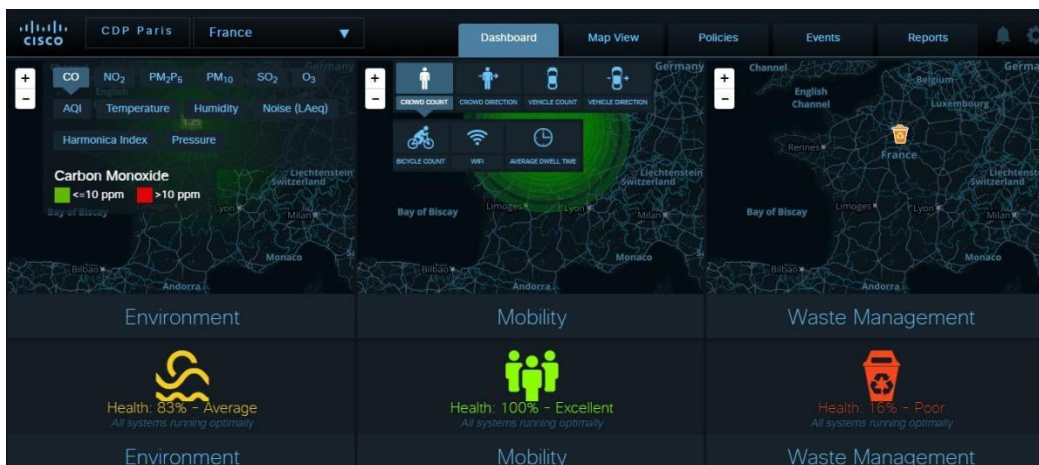 CISCO
CDP Paris
France
Dashboard
Map View
Policies
Events
Reports
+
-
CO NO₂ PM₂P₅ PM₁₀ SO₂ O₃
AQI Temperature Humidity Noise (LAeq)
1.25
Harmonica Index Pressure
Carbon Monoxide
<=10 ppm >10 ppm
English
Germany
Liechtenstein
Switzerland
Bay of Biscay
Lyon
Milan
Monaco
Bilbao
Andorra
+
-
CROWD COUNT CROWD DIRECTION VEHICLE COUNT VEHICLE DIRECTION
BICYCLE COUNT WIFI AVERAGE DWELL TIME
Germany
Liechtenstein
Switzerland
Bay of Biscay
Limoges
Lyon
Milan
Monaco
Bilbao
Andorra
+
-
Channel
English
Channel
Belgium
Germa
Luxembourg
Rennes
France
Liechtenst
Switzerland
Bay of Biscay
Limoges
Lyon
Milan
Monaco
Bilbao
Andorra
Environment
Mobility
Waste Management
Health: 83% - Average
All systems running optimally
Health: 100% - Excellent
All systems running optimally
Health: 16% - Poor
All systems running optimally
Environment
Mobility
Waste Management